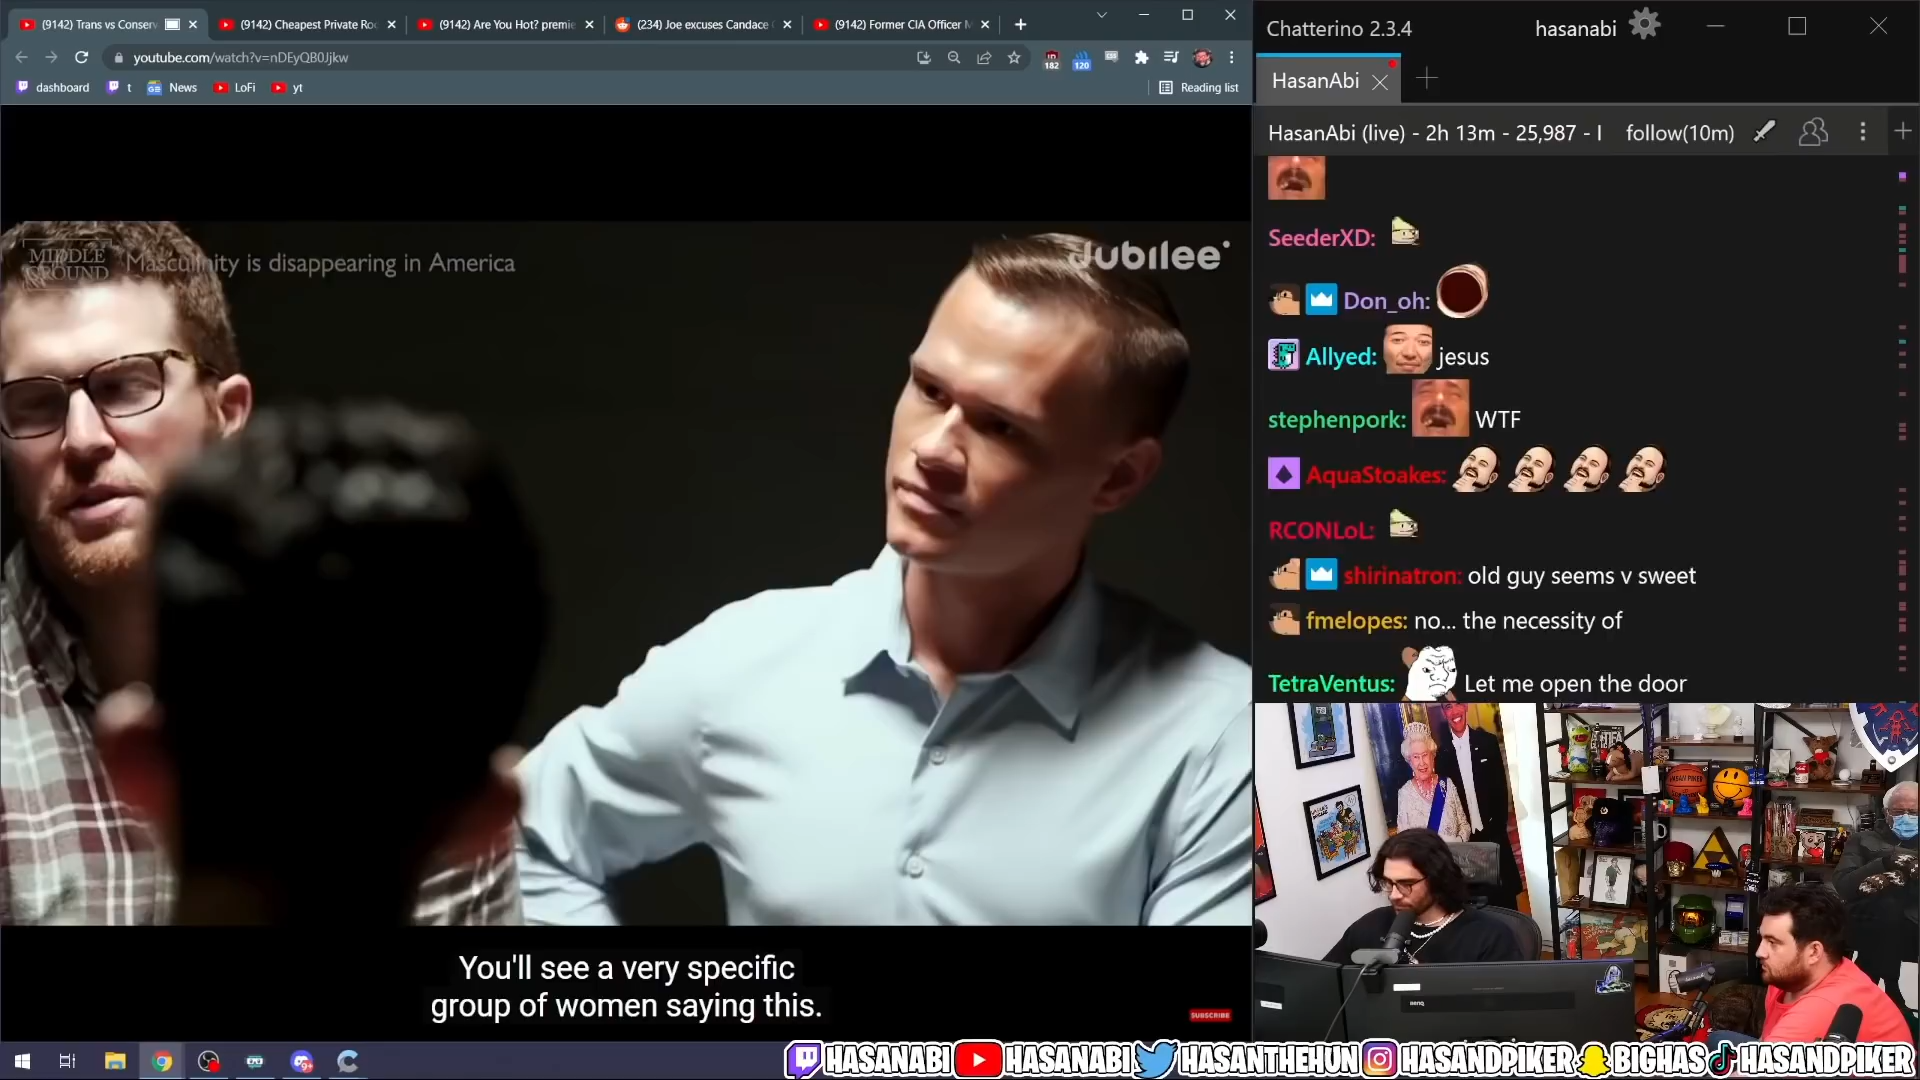 (9142) Trans vs Conserv
(9142) Cheapest Private Ro
(9142) Are You Hot? premie
(234) Joe excuses Candace
(9142) Former CIA Officer
youtube.com/watch?v=nDEyQB0Jjkw
182
120
dashboard
t
News
LoFi
yt
Reading list
MIDDLE
GROUND
Masculinity is disappearing in America
Jubilee
You'll see a very specific
group of women saying this.
SUBSCRIBE
Chatterino 2.3.4
hasanabi
HasanAbi
HasanAbi (live) - 2h 13m - 25,987 - I
follow(10m)
SeederXD:
Don_oh:
Allyed: jesus
stephenpork: WTF
AquaStoakes:
RCONLoL:
shirinatron: old guy seems v sweet
fmelopes: no... the necessity of
TetraVentus: Let me open the door
HASANABI HASANABI HASANTHEHUN HASANDPIKER BIGHAS HASANDPIKER